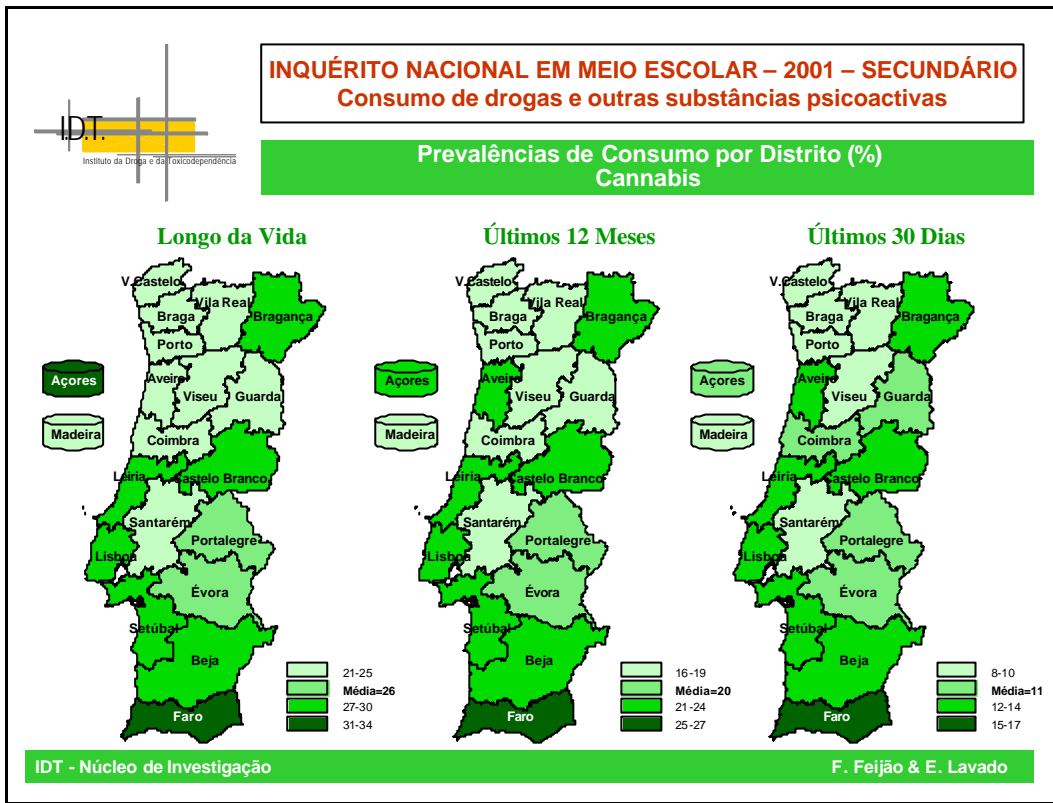 INQUÉRITO NACIONAL EM MEIO ESCOLAR – 2001 – SECUNDÁRIO
Consumo de drogas e outras substâncias psicoactivas
I.D.T.
Instituto da Droga e da Toxicodependência
Prevalências de Consumo por Distrito (%)
Cannabis
Longo da Vida
V.Castelo
Vila Real
Bragança
Braga
Porto
Açores
Aveiro
Viseu
Guarda
Madeira
Coimbra
Leiria
Castelo Branco
Santarém
Portalegre
Lisboa
Évora
Setúbal
Beja
Faro
21-25
Média=26
27-30
31-34
Últimos 12 Meses
V.Castelo
Vila Real
Bragança
Braga
Porto
Açores
Aveiro
Viseu
Guarda
Madeira
Coimbra
Leiria
Castelo Branco
Santarém
Portalegre
Lisboa
Évora
Setúbal
Beja
Faro
16-19
Média=20
21-24
25-27
Últimos 30 Dias
V.Castelo
Vila Real
Bragança
Braga
Porto
Açores
Aveiro
Viseu
Guarda
Madeira
Coimbra
Leiria
Castelo Branco
Santarém
Portalegre
Lisboa
Évora
Setúbal
Beja
Faro
8-10
Média=11
12-14
15-17
IDT - Núcleo de Investigação
F. Feijão & E. Lavado